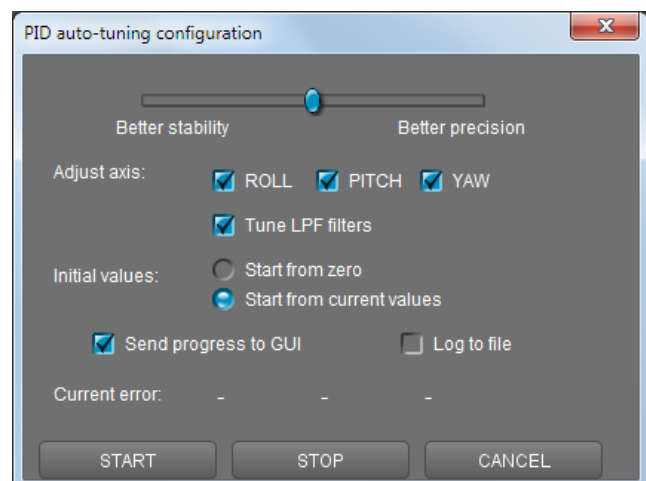 PID auto-tuning configuration
Better stability Better precision
Adjust axis: ROLL PITCH YAW
Tune LPF filters
Initial values: Start from zero
Start from current values
Send progress to GUI Log to file
Current error: - - -
START STOP CANCEL